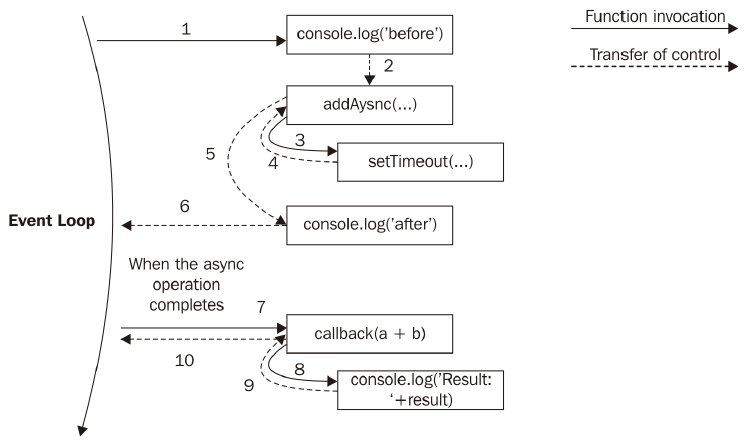 1
console.log('before')
Function invocation
2
Transfer of control
addAysnc(...)
3
4
setTimeout(...)
5
6
console.log('after')
Event Loop
When the async
operation
completes
7
callback(a + b)
10
8
9
console.log('Result:
‘+result)